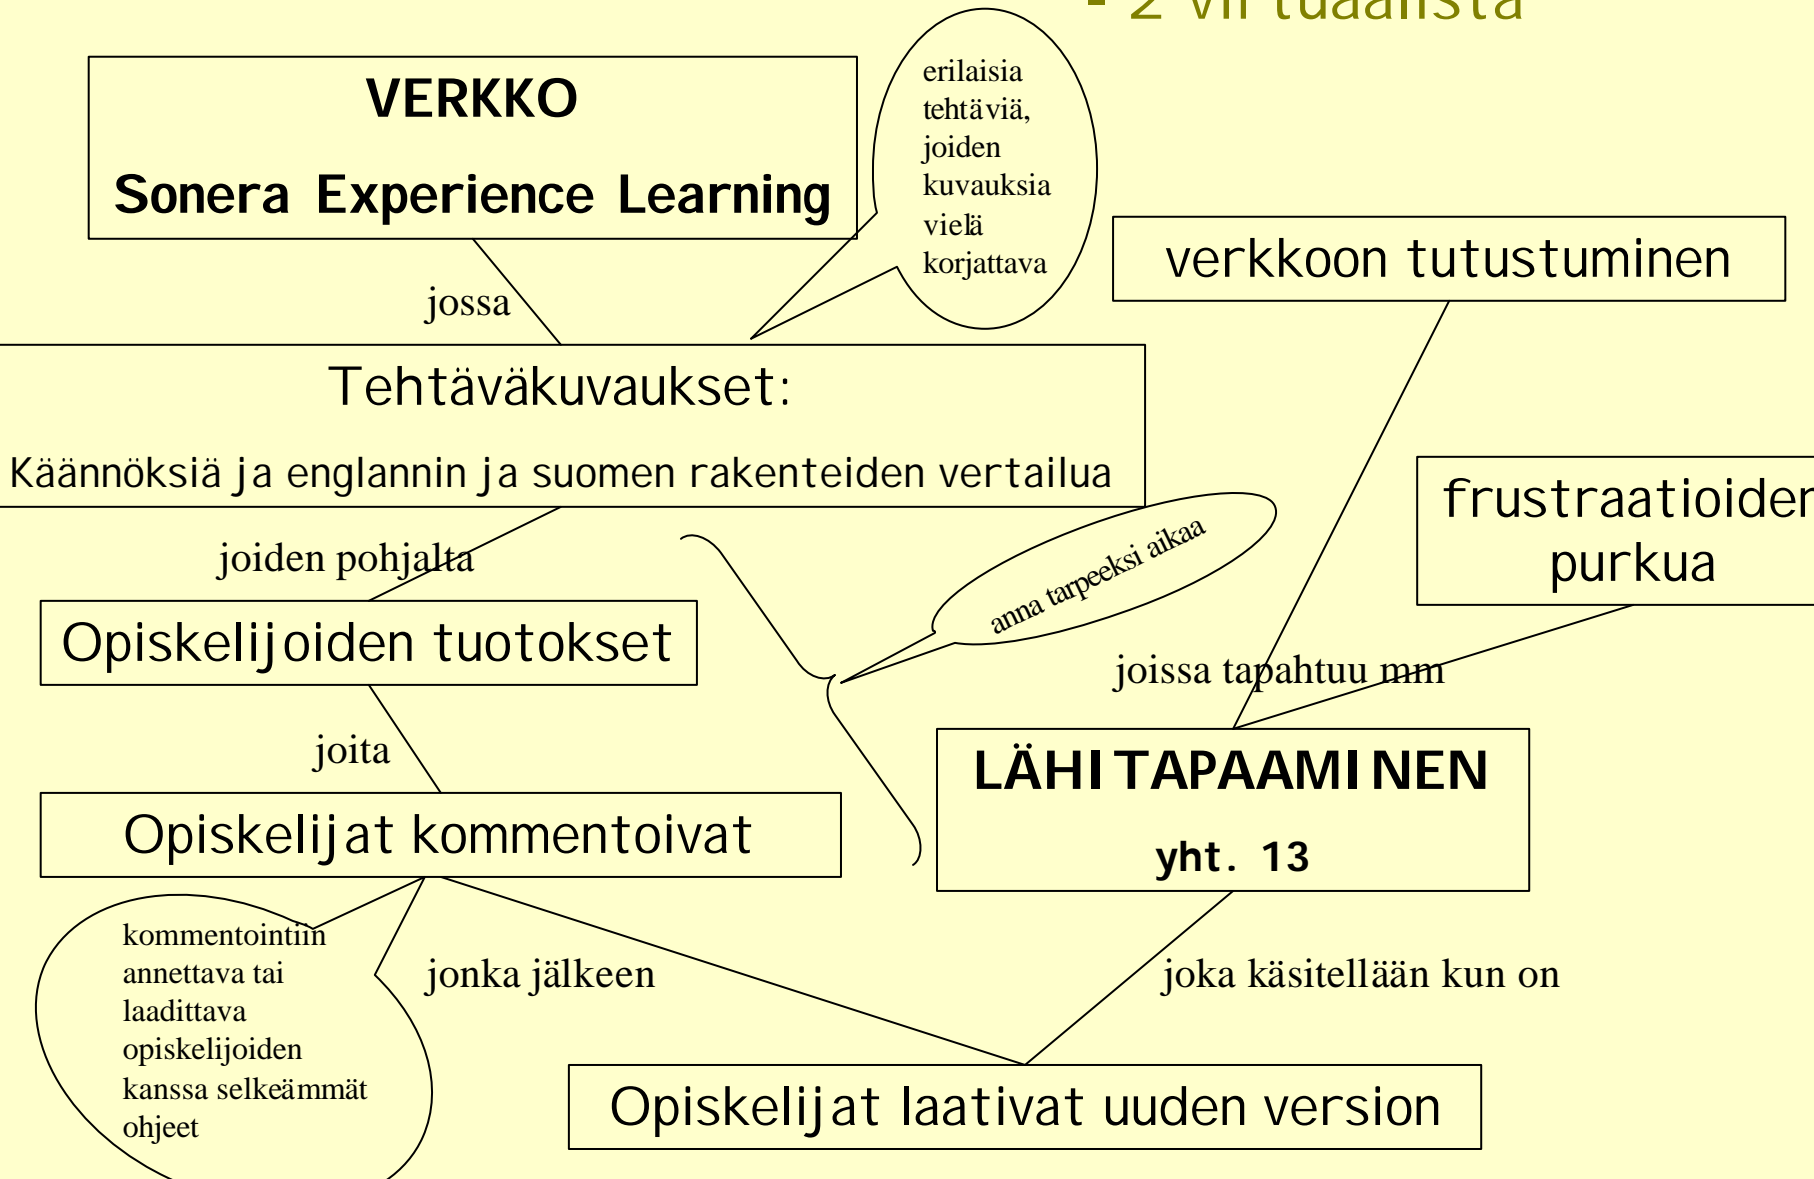 - 2 virtuaalista
VERKKO
Sonera Experience Learning
erilaisia
tehtäviä,
joiden
kuvauksia
vielä
korjattava
verkkoon tutustuminen
jossa
Tehtäväkuvaukset:
Käännöksiä ja englannin ja suomen rakenteiden vertailua
frustraatioiden
purkua
anna tarpeeksi aikaa
joiden pohjalta
Opiskelijoiden tuotokset
joissa tapahtuu mm
joita
LÄHITAPAAMINEN
yht. 13
Opiskelijat kommentoivat
kommentointiin
annettava tai
laadittava
opiskelijoiden
kanssa selkeämmät
ohjeet
jonka jälkeen
joka käsitellään kun on
Opiskelijat laativat uuden version